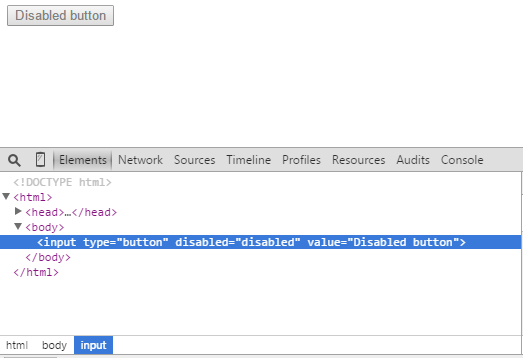 Disabled button
Elements Network Sources Timeline Profiles Resources Audits Console
<!DOCTYPE html>
<html>
<head>…</head>
<body>
<input type="button" disabled="disabled" value="Disabled button">
</body>
</html>
html body input